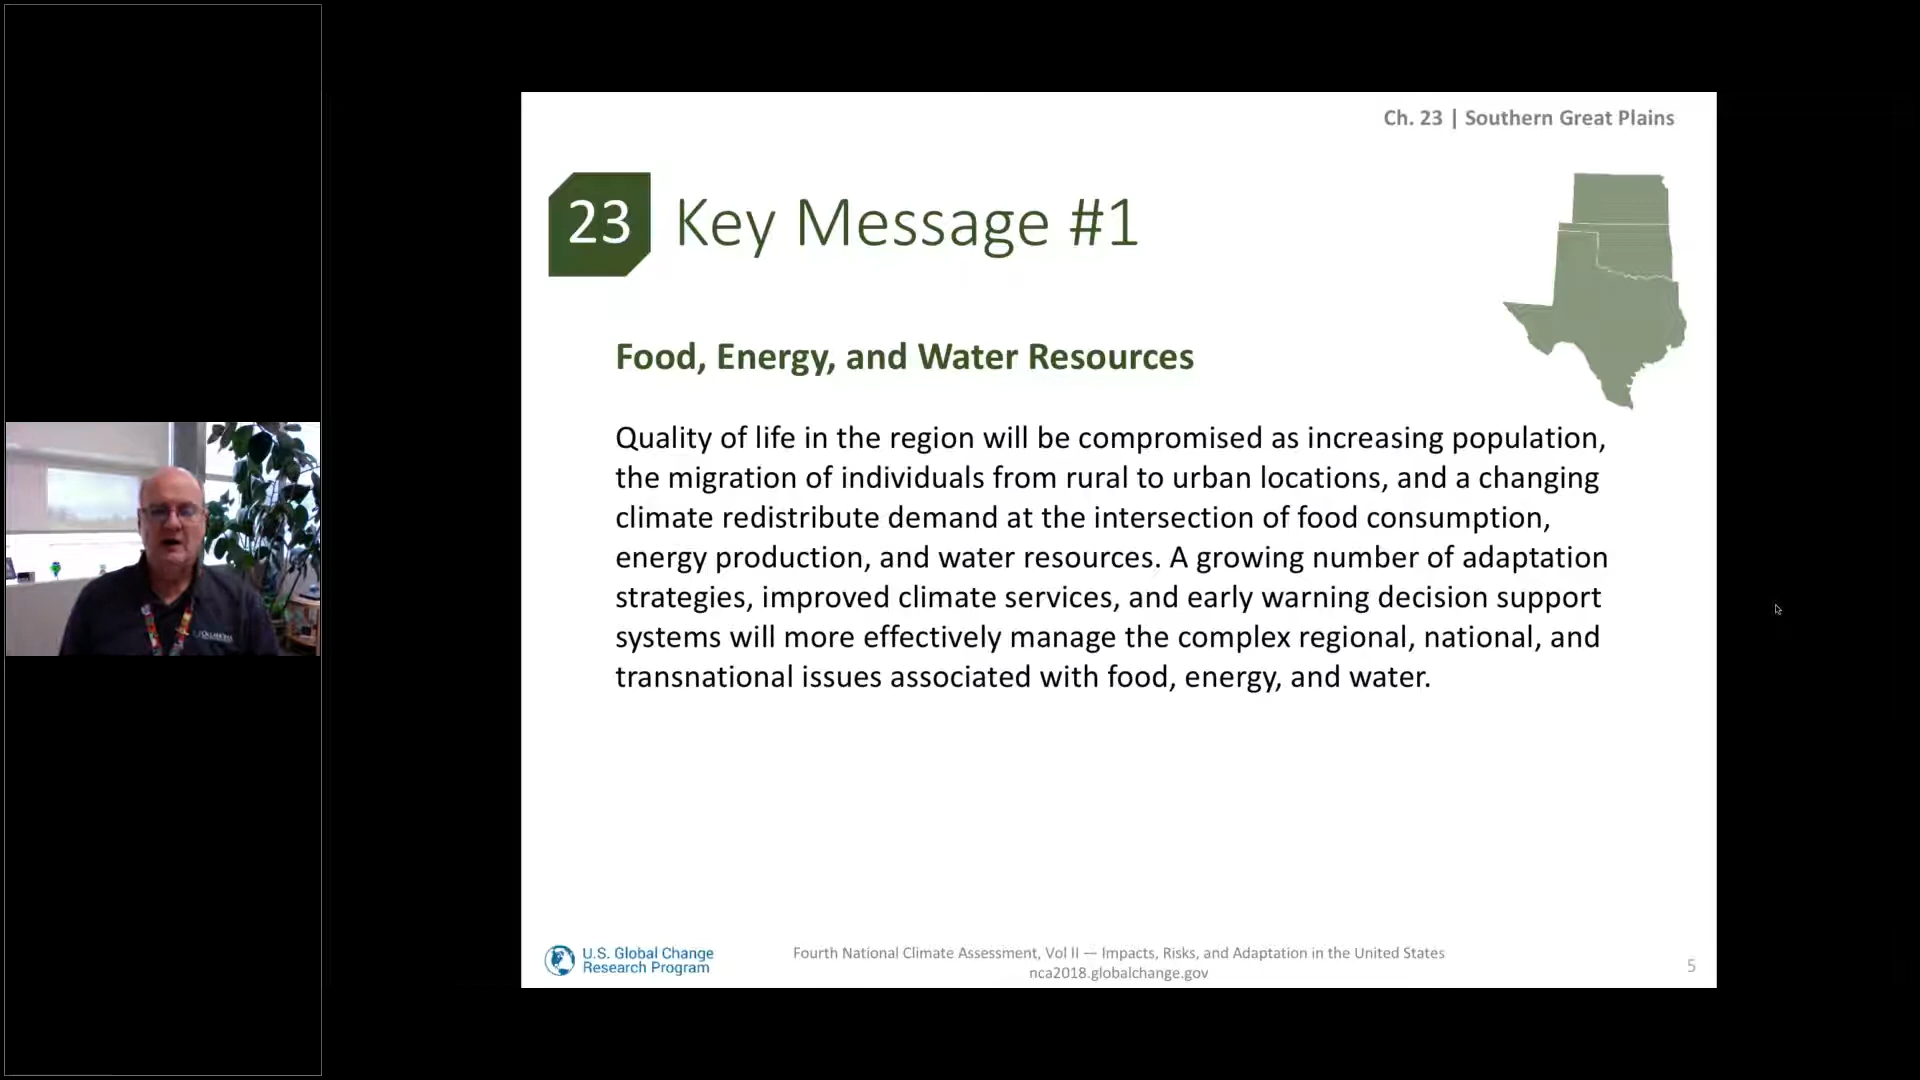 Ch. 23 | Southern Great Plains
23 Key Message #1
Food, Energy, and Water Resources
Quality of life in the region will be compromised as increasing population,
the migration of individuals from rural to urban locations, and a changing
climate redistribute demand at the intersection of food consumption,
energy production, and water resources. A growing number of adaptation
strategies, improved climate services, and early warning decision support
systems will more effectively manage the complex regional, national, and
transnational issues associated with food, energy, and water.
U.S. Global Change
Research Program
Fourth National Climate Assessment, Vol II — Impacts, Risks, and Adaptation in the United States
nca2018.globalchange.gov
5